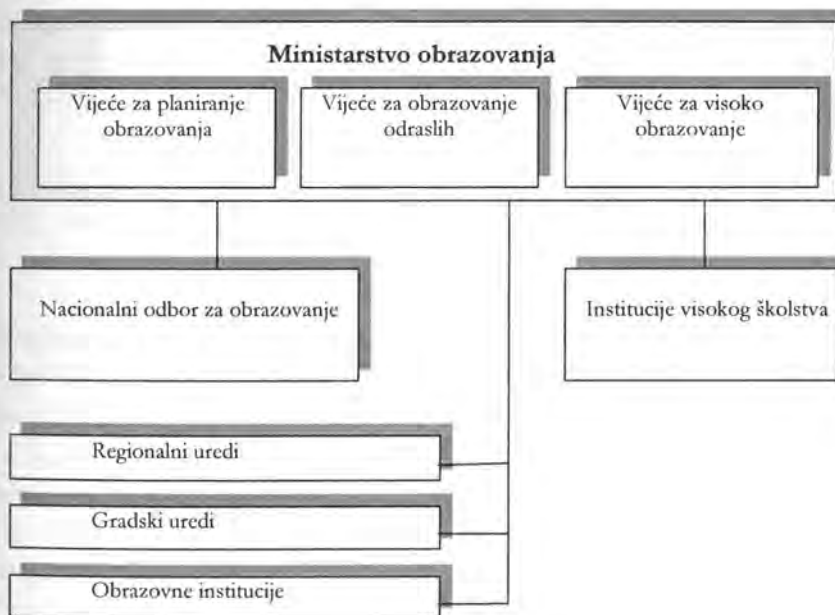 Ministarstvo obrazovanja
Vijeće za planiranje
obrazovanja
Vijeće za obrazovanje
odraslih
Vijeće za visoko
obrazovanje
Nacionalni odbor za obrazovanje
Institucije visokog školstva
Regionalni uredi
Gradski uredi
Obrazovne institucije